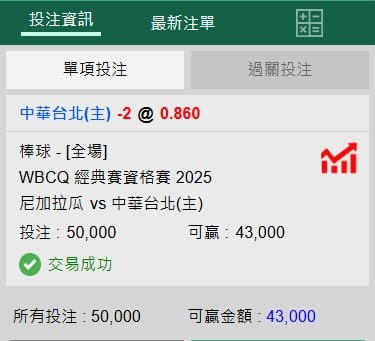 投注資訊 最新注單
單項投注 過關投注
中華台北(主) -2 @ 0.860
棒球 - [全場]
WBCQ 經典賽資格賽 2025
尼加拉瓜 vs 中華台北(主)
投注 : 50,000 可贏 : 43,000
交易成功
所有投注 : 50,000 可贏金額 : 43,000